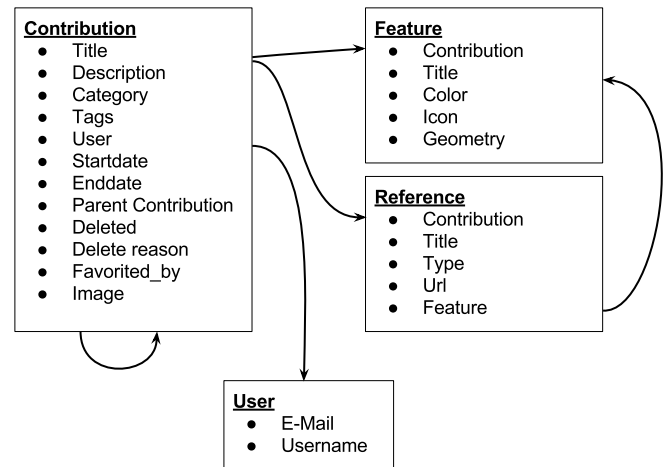 Contribution
● Title
● Description
● Category
● Tags
● User
● Startdate
● Enddate
● Parent Contribution
● Deleted
● Delete reason
● Favorited_by
● Image
Feature
● Contribution
● Title
● Color
● Icon
● Geometry
Reference
● Contribution
● Title
● Type
● Url
● Feature
User
● E-Mail
● Username